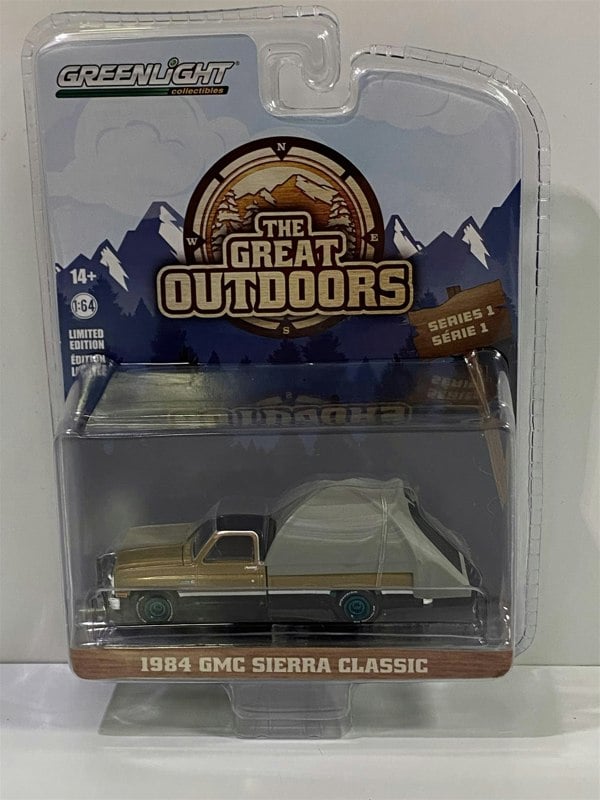 GREENLIGHT
collectibles
N
W
E
S
THE
GREAT
OUTDOORS
14+
1:64
LIMITED
EDITION
ÉDITION
SERIES 1
SÉRIE 1
1984 GMC SIERRA CLASSIC